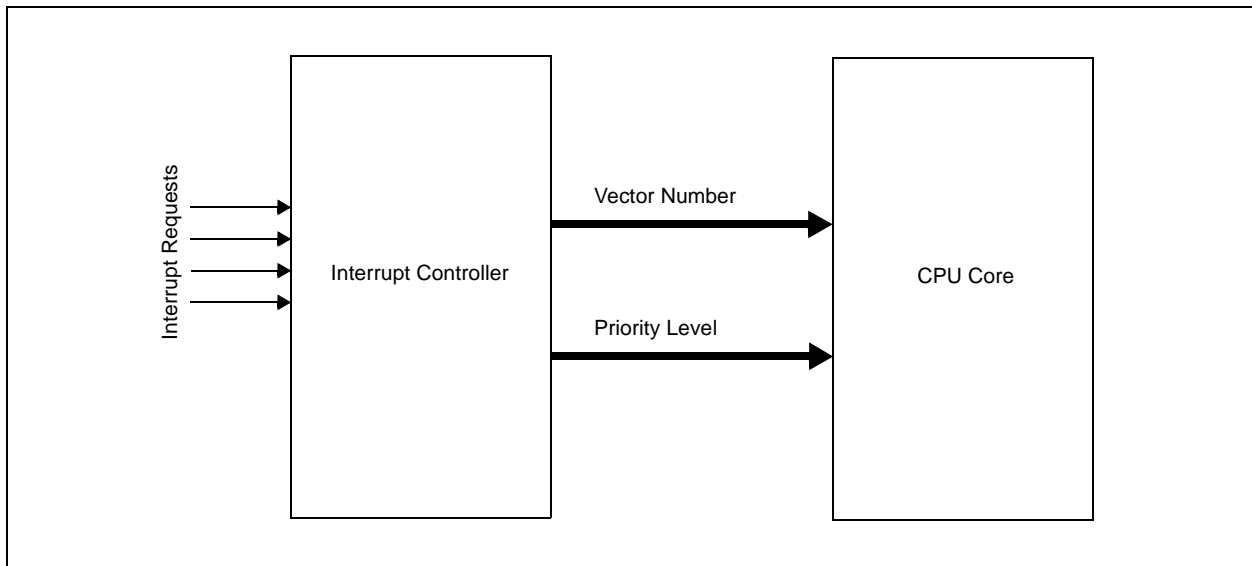 Interrupt Requests
Interrupt Controller
Vector Number
Priority Level
CPU Core